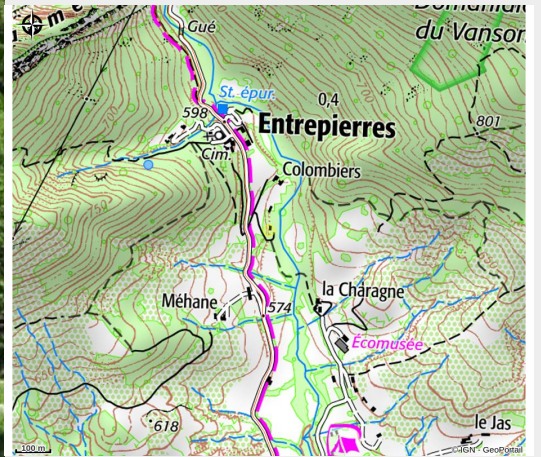 Gué
du Vanson
St. épur.
0,4
598
Entrepierres
801
Cim.
Colombiers
750
Méhane
574
la Charagne
Écomusée
618
le Jas
100 m
© IGN - GeoPortail